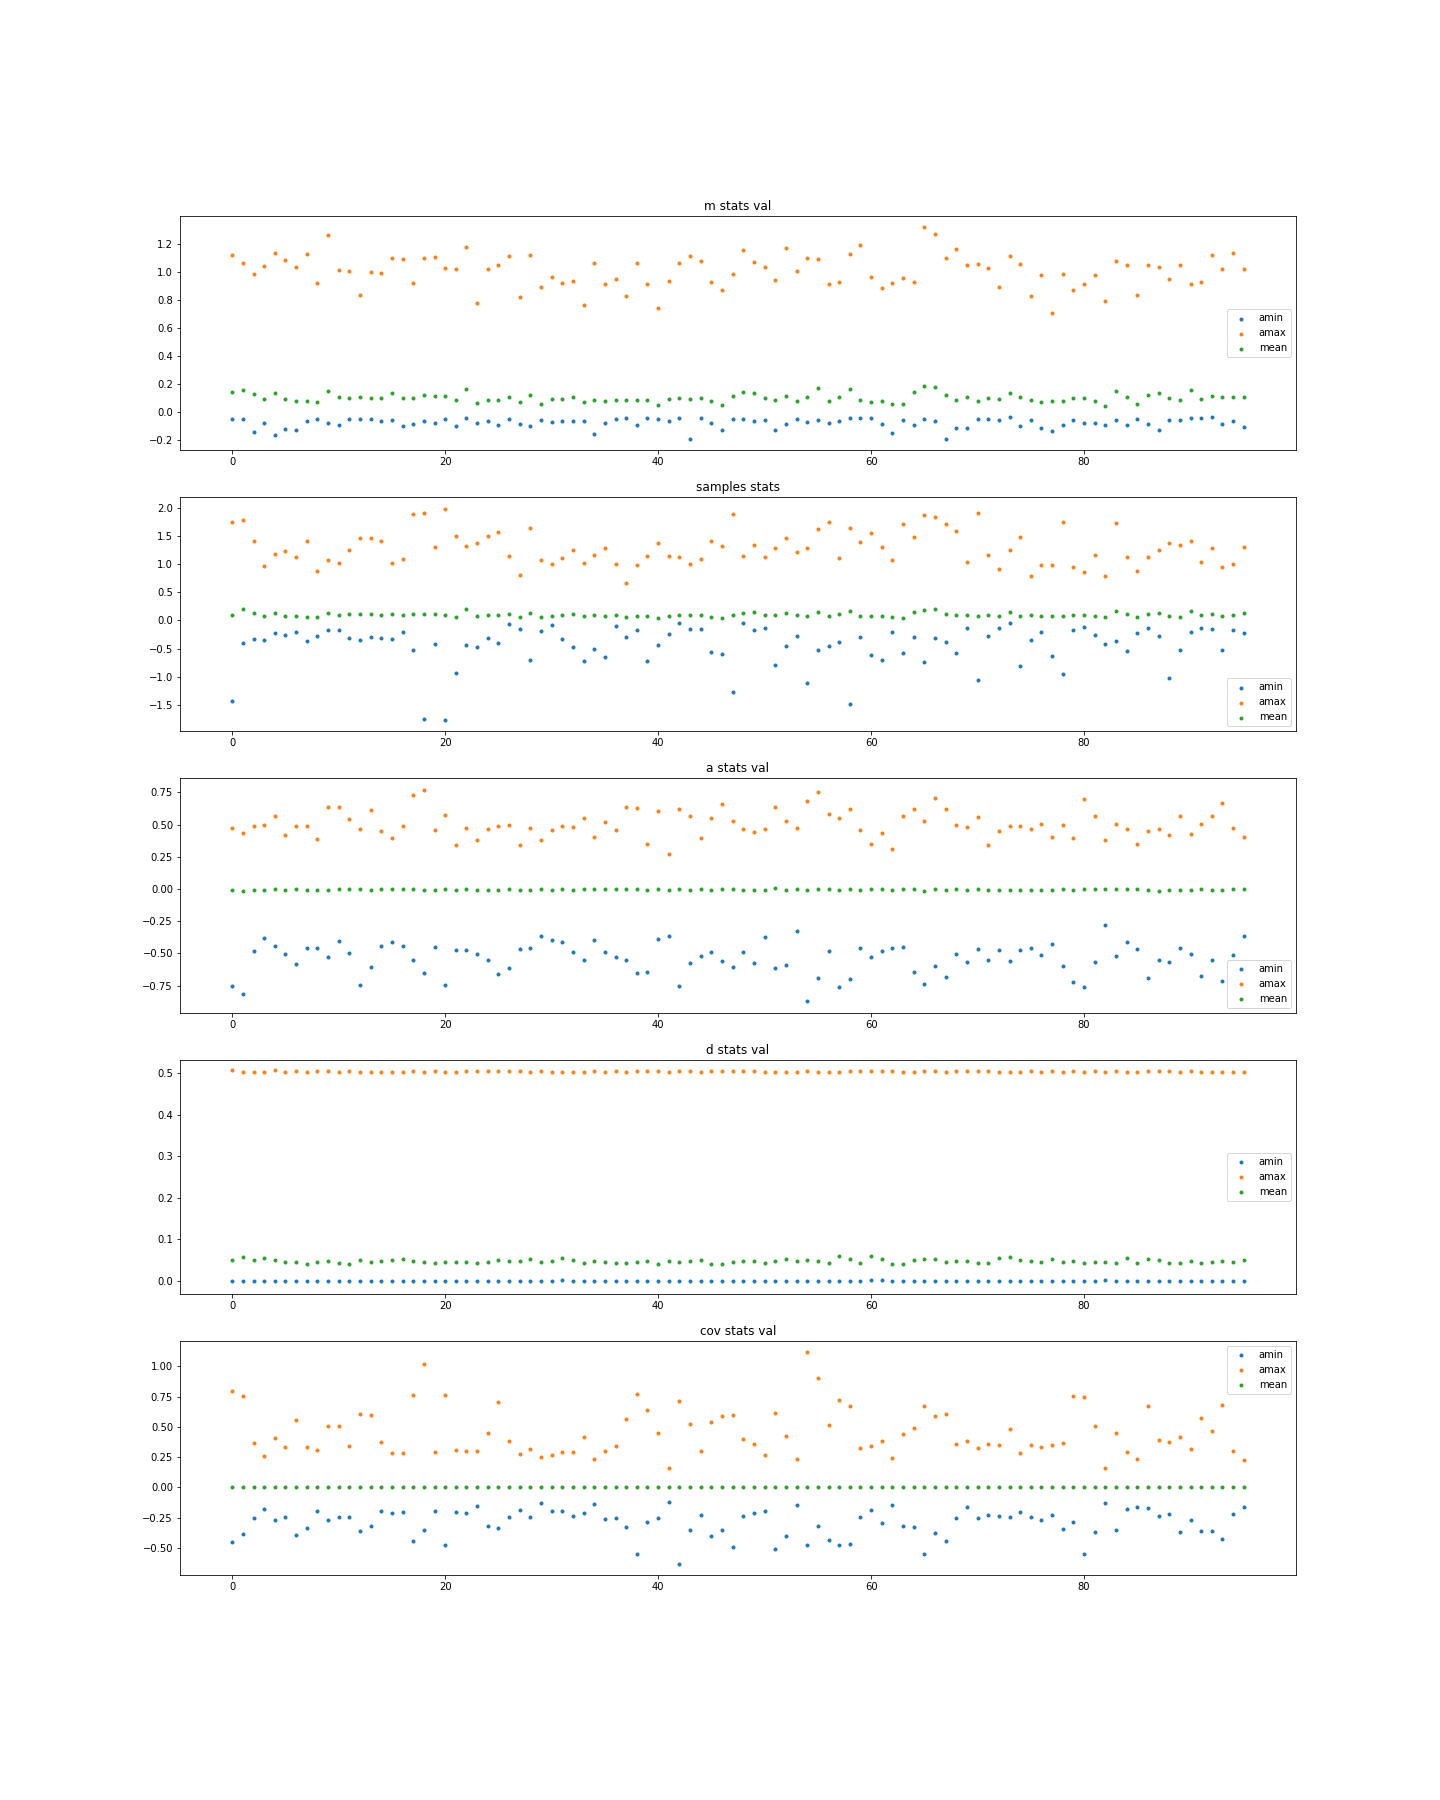 m stats val
1.2
1.0
0.8
0.6
0.4
0.2
0.0
−0.2
amin
amax
mean
0 20 40 60 80
samples stats
2.0
1.5
1.0
0.5
0.0
−0.5
−1.0
−1.5
amin
amax
mean
0 20 40 60 80
a stats val
0.75
0.50
0.25
0.00
−0.25
−0.50
−0.75
amin
amax
mean
0 20 40 60 80
d stats val
0.5
0.4
0.3
0.2
0.1
0.0
amin
amax
mean
0 20 40 60 80
cov stats val
1.00
0.75
0.50
0.25
0.00
−0.25
−0.50
amin
amax
mean
0 20 40 60 80